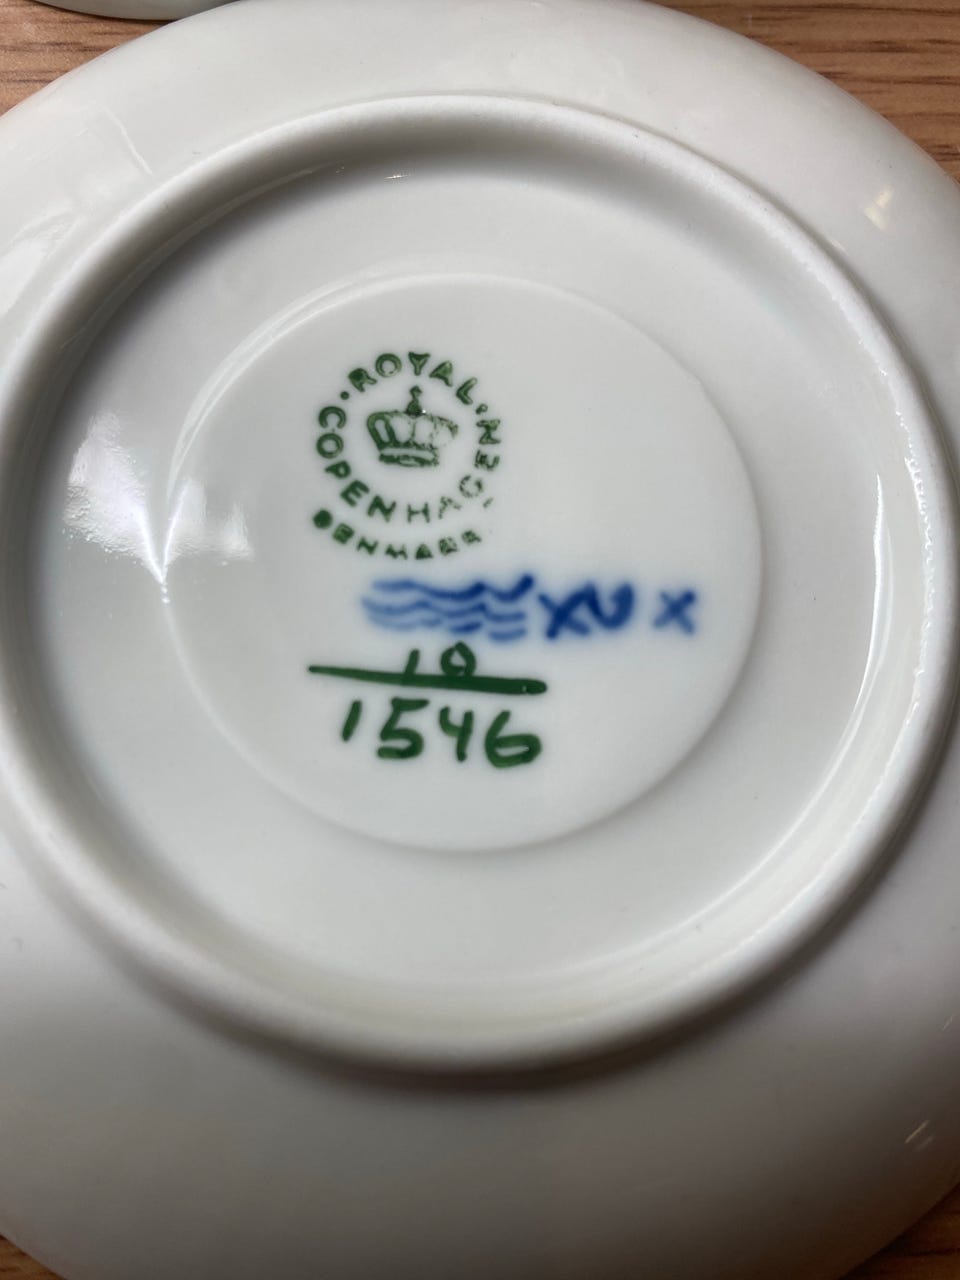 ROYAL
COPENHAGEN
DENMARK
10
1546